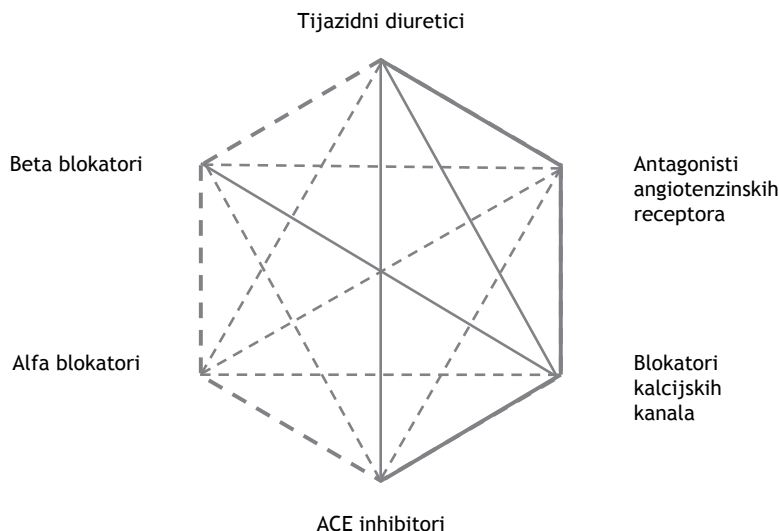 Tijazidni diuretici
Beta blokatori
Antagonisti
angiotenzinskih
receptora
Alfa blokatori
Blokatori
kalcijskih
kanala
ACE inhibitori